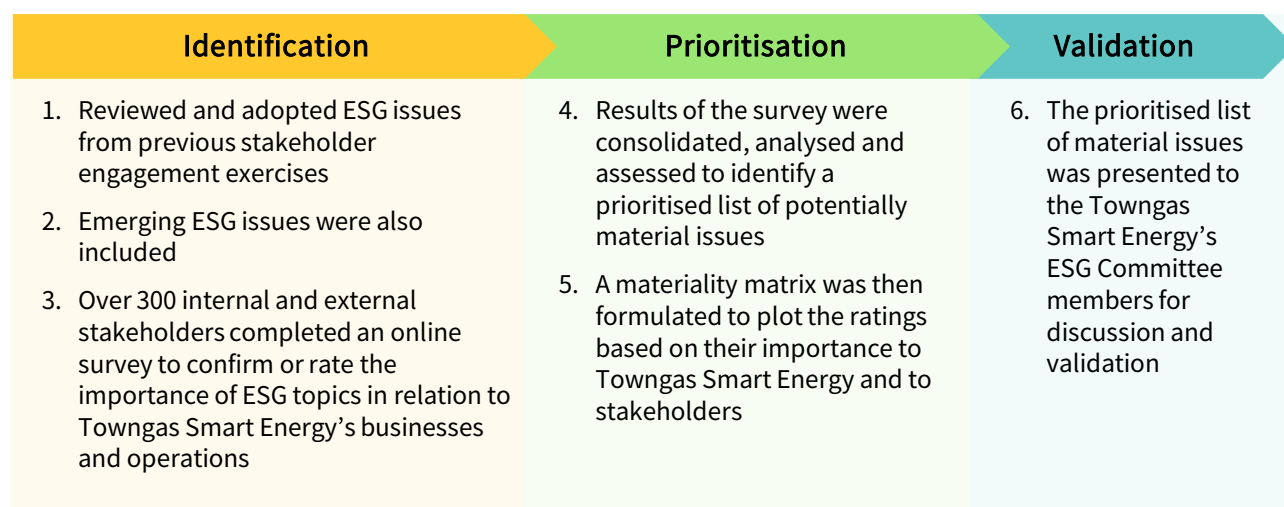 Identification
1. Reviewed and adopted ESG issues
from previous stakeholder
engagement exercises
2. Emerging ESG issues were also
included
3. Over 300 internal and external
stakeholders completed an online
survey to confirm or rate the
importance of ESG topics in relation to
Towngas Smart Energy’s businesses
and operations
Prioritisation
4. Results of the survey were
consolidated, analysed and
assessed to identify a
prioritised list of potentially
material issues
5. A materiality matrix was then
formulated to plot the ratings
based on their importance to
Towngas Smart Energy and to
stakeholders
Validation
6. The prioritised list
of material issues
was presented to
the Towngas
Smart Energy’s
ESG Committee
members for
discussion and
validation